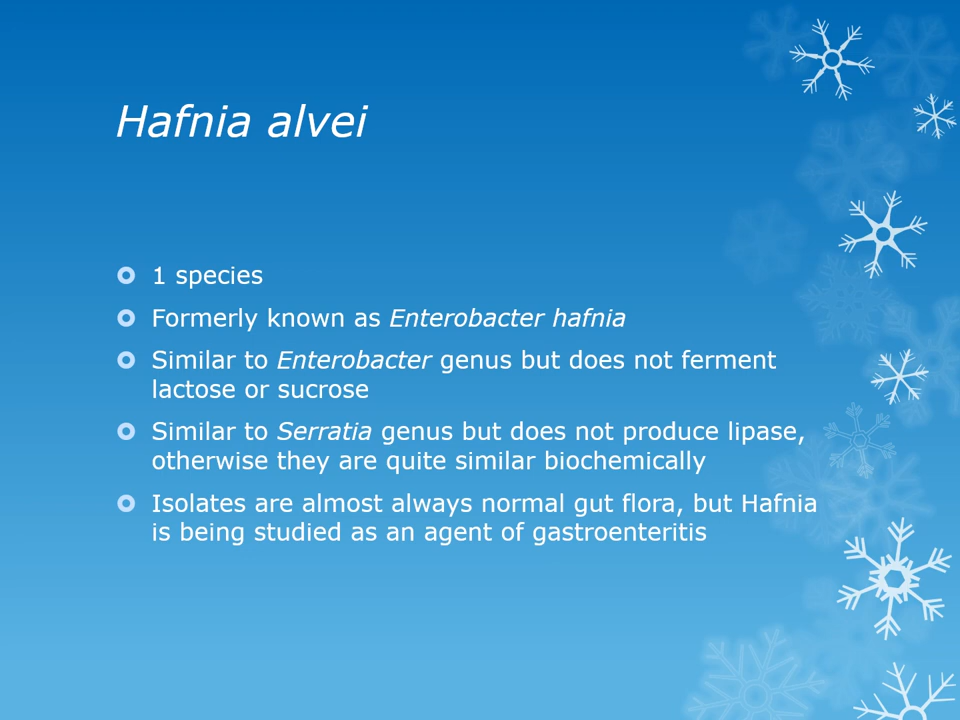 Hafnia alvei
1 species
Formerly known as Enterobacter hafnia
Similar to Enterobacter genus but does not ferment
lactose or sucrose
Similar to Serratia genus but does not produce lipase,
otherwise they are quite similar biochemically
Isolates are almost always normal gut flora, but Hafnia
is being studied as an agent of gastroenteritis